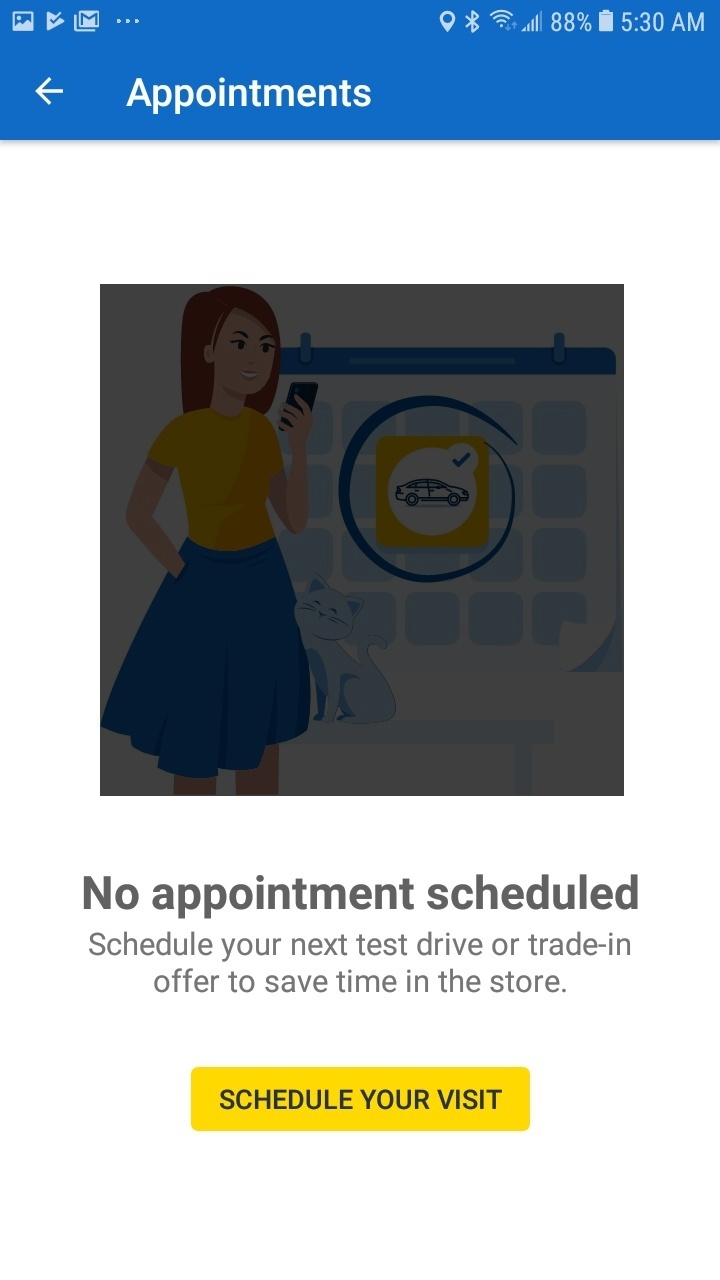 88% 5:30 AM
Appointments
No appointment scheduled
Schedule your next test drive or trade-in
offer to save time in the store.
SCHEDULE YOUR VISIT